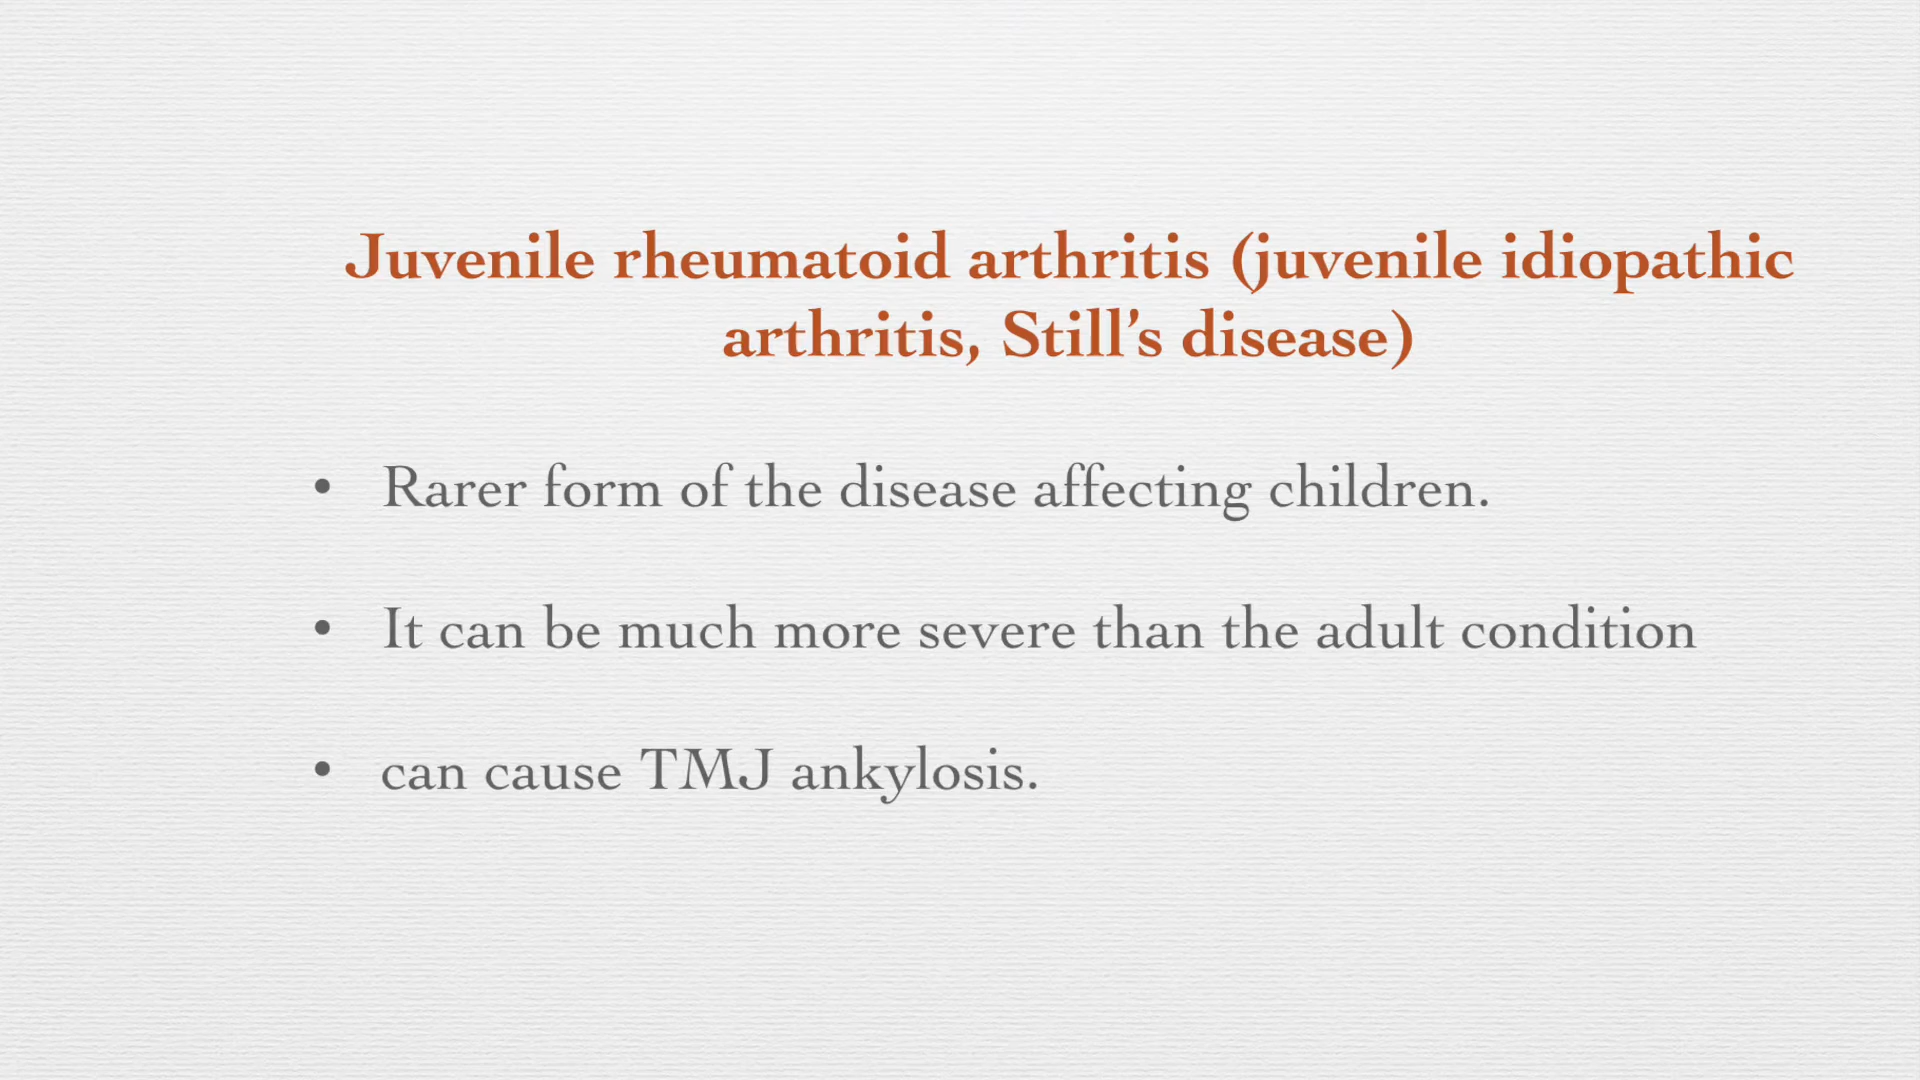 Juvenile rheumatoid arthritis (juvenile idiopathic
arthritis, Still’s disease)
• Rarer form of the disease affecting children.
• It can be much more severe than the adult condition
• can cause TMJ ankylosis.